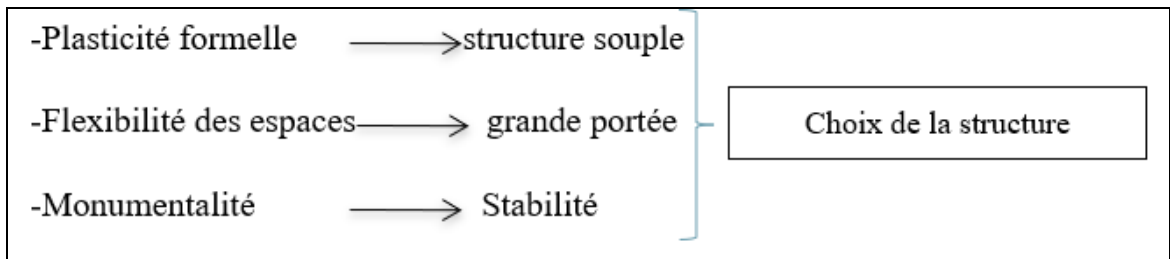 -Plasticité formelle structure souple
-Flexibilité des espaces grande portée
Choix de la structure
-Monumentalité Stabilité